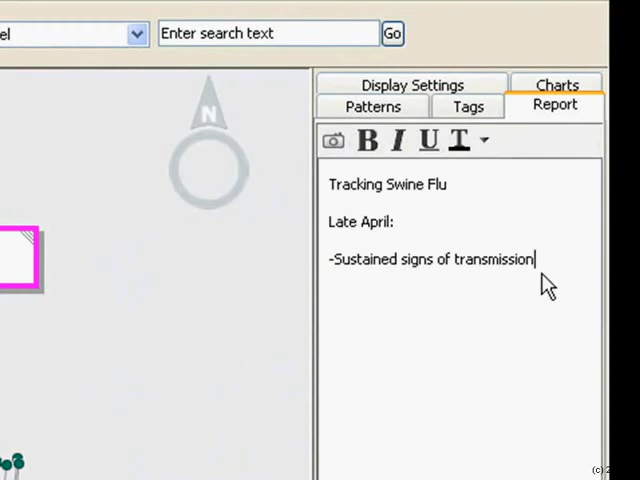 el
Enter search text
Go
N
Display Settings
Charts
Patterns
Tags
Report
B I U T
Tracking Swine Flu
Late April:
-Sustained signs of transmission
(c) 2